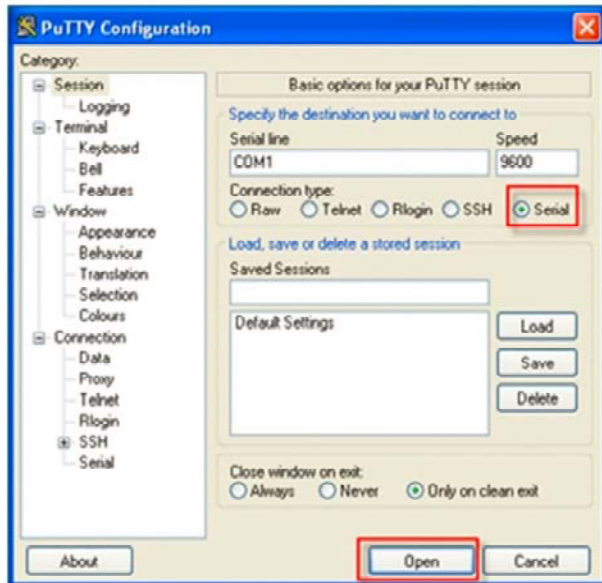 PuTTY Configuration
Category:
Session
Logging
Terminal
Keyboard
Bell
Features
Window
Appearance
Behaviour
Translation
Selection
Colours
Connection
Data
Proxy
Telnet
Rlogin
SSH
Serial
Basic options for your PuTTY session
Specify the destination you want to connect to
Serial line Speed
COM1 9600
Connection type:
Raw Telnet Rlogin SSH Serial
Load, save or delete a stored session
Saved Sessions
Default Settings
Load
Save
Delete
Close window on exit:
Always Never Only on clean exit
About Open Cancel